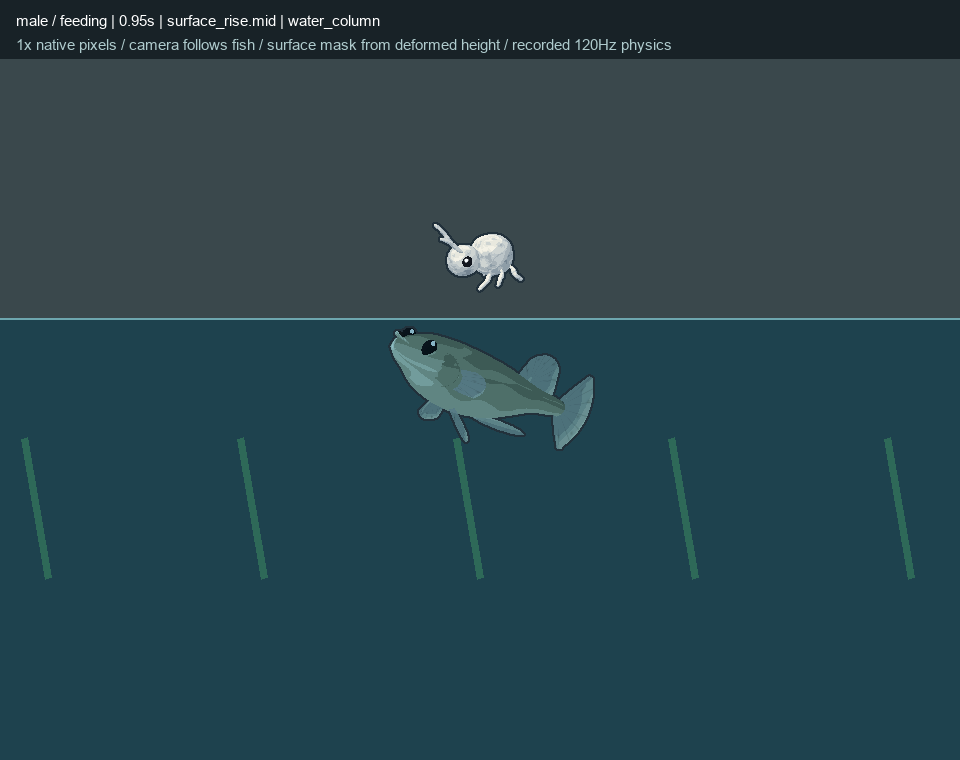 male / feeding | 0.95s | surface_rise.mid | water_column
1x native pixels / camera follows fish / surface mask from deformed height / recorded 120Hz physics